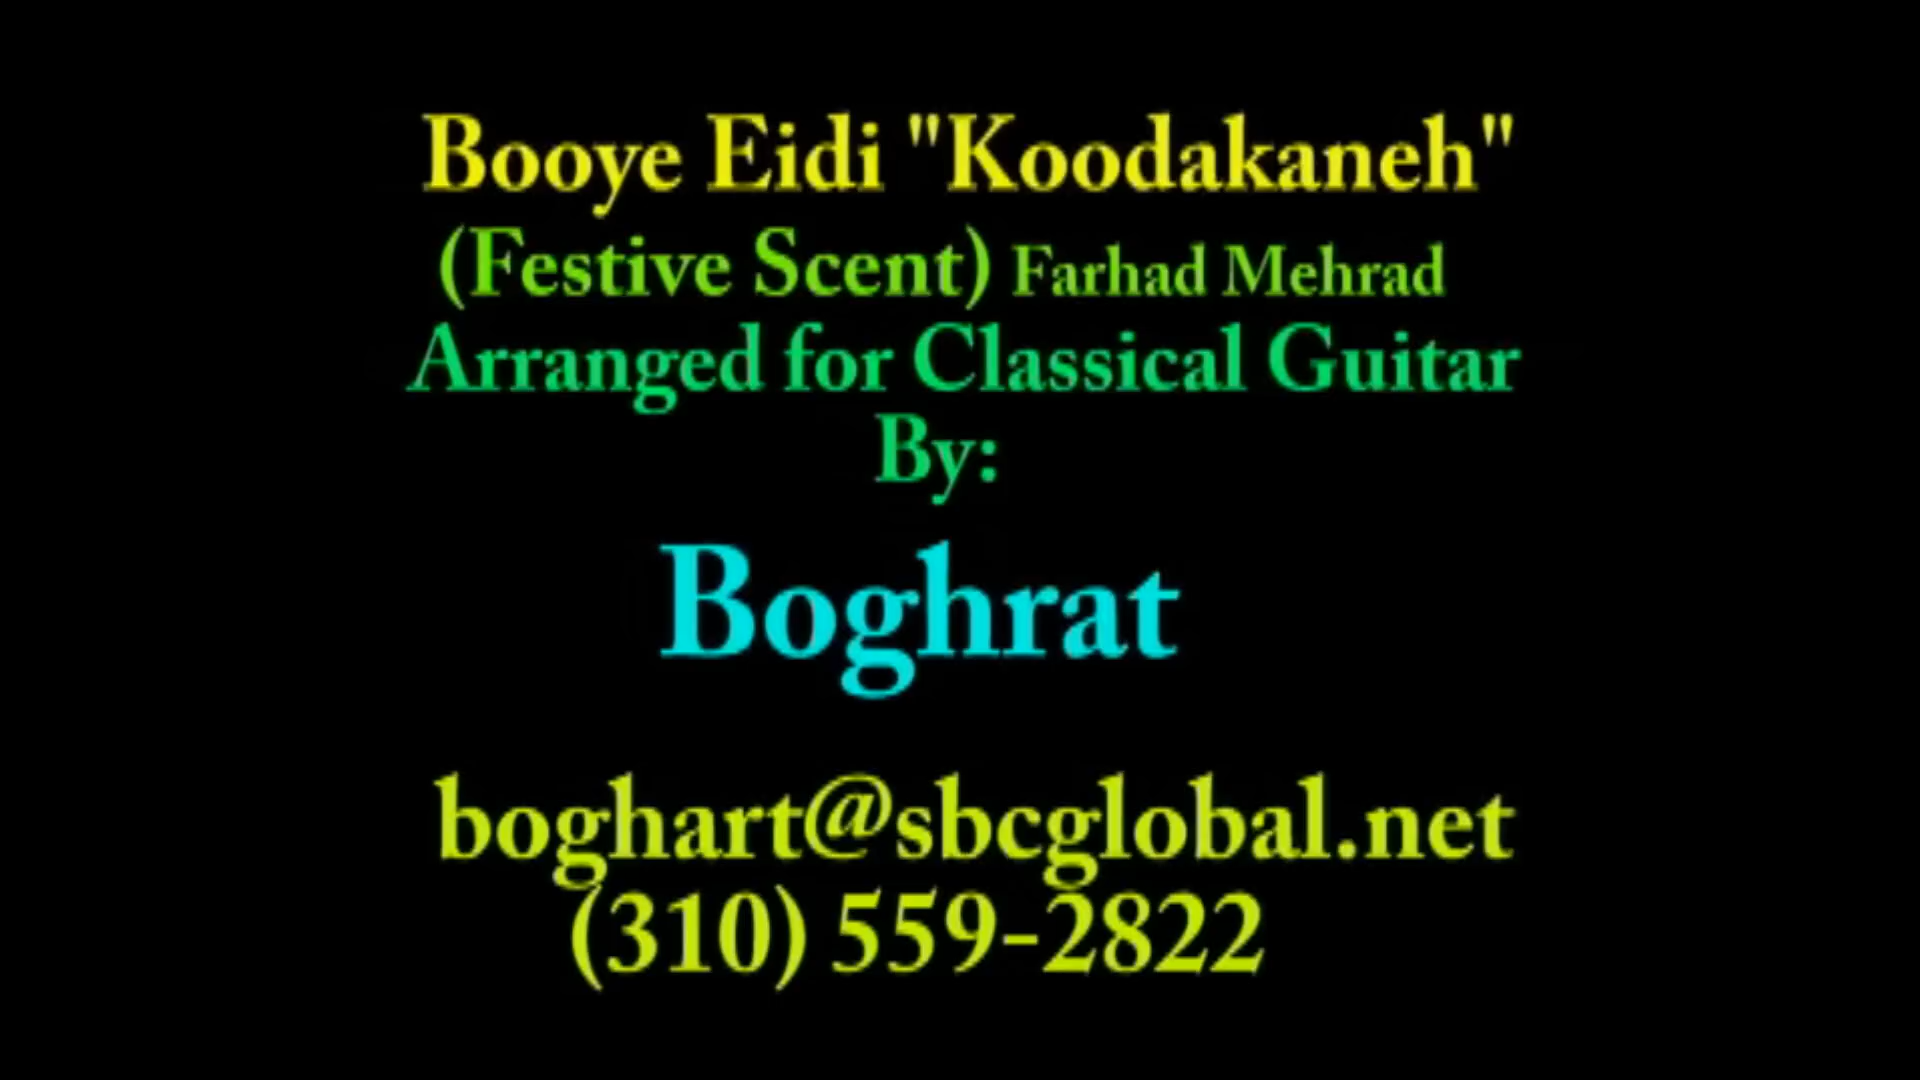 Booye Eidi "Koodakaneh"
(Festive Scent) Farhad Mehrad
Arranged for Classical Guitar
By:
Boghrat
boghart@sbcglobal.net
(310) 559-2822